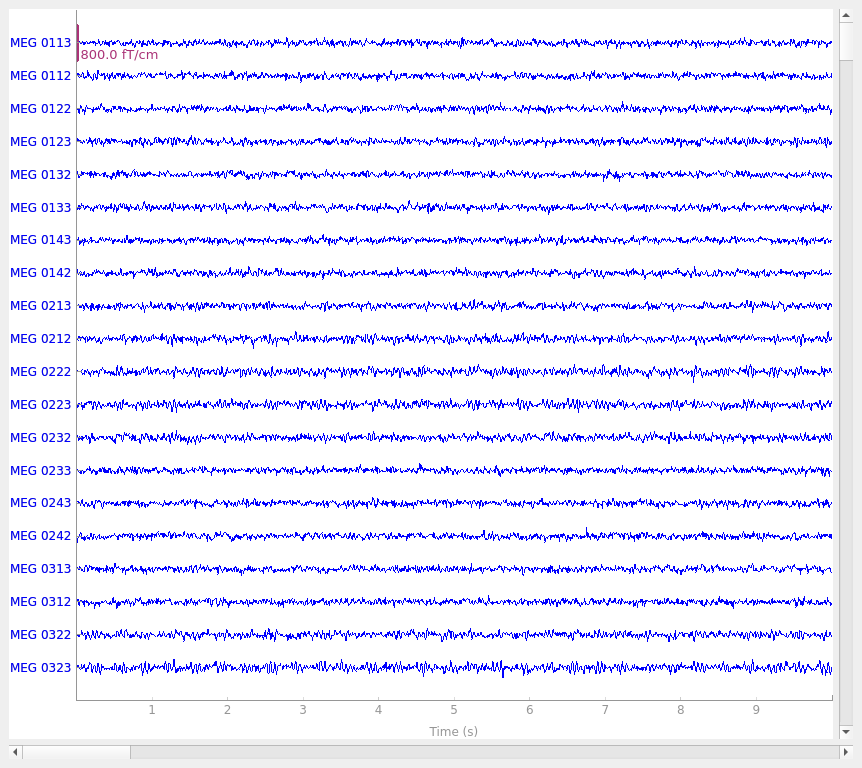 MEG 0113
800.0 fT/cm
MEG 0112
MEG 0122
MEG 0123
MEG 0132
MEG 0133
MEG 0143
MEG 0142
MEG 0213
MEG 0212
MEG 0222
MEG 0223
MEG 0232
MEG 0233
MEG 0243
MEG 0242
MEG 0313
MEG 0312
MEG 0322
MEG 0323
1 2 3 4 5 6 7 8 9
Time (s)